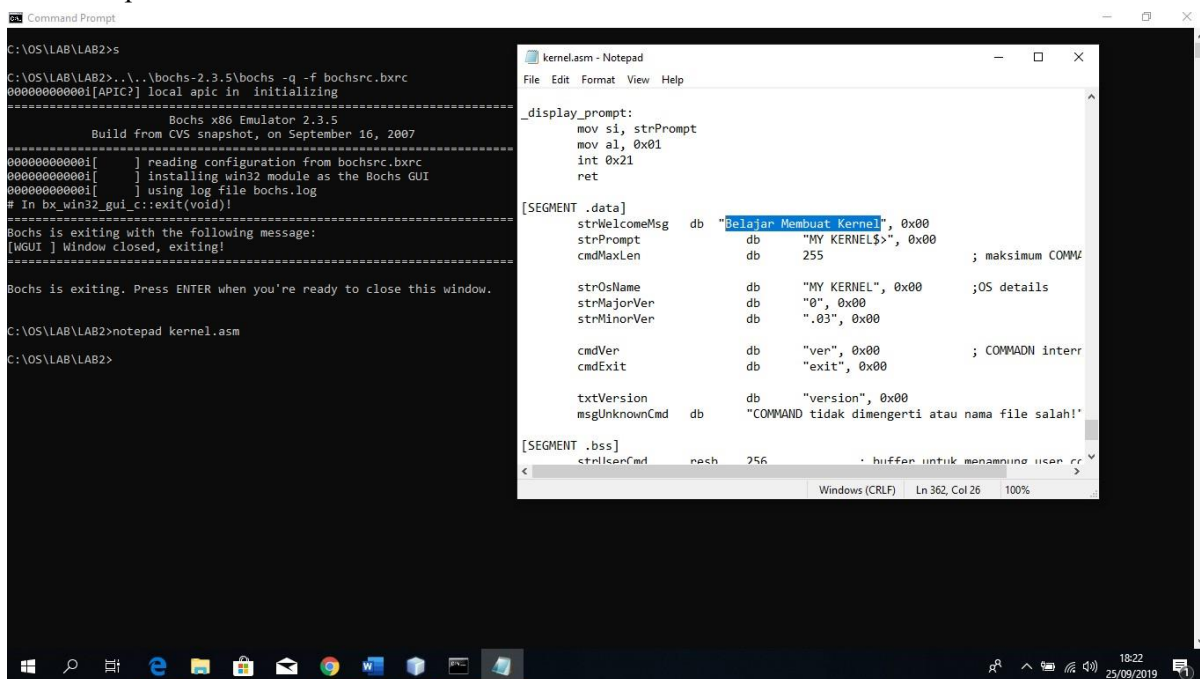 Command Prompt
C:\OS\LAB\LAB2>s
C:\OS\LAB\LAB2>..\..\bochs-2.3.5\bochs -q -f bochsrc.bxrc
00000000000i[APIC?] local apic in  initializing
========================================================================
Bochs x86 Emulator 2.3.5
Build from CVS snapshot, on September 16, 2007
========================================================================
00000000000i[     ] reading configuration from bochsrc.bxrc
00000000000i[     ] installing win32 module as the Bochs GUI
00000000000i[     ] using log file bochs.log
# In bx_win32_gui_c::exit(void)!
========================================================================
Bochs is exiting with the following message:
[WGUI ] Window closed, exiting!
========================================================================
Bochs is exiting. Press ENTER when you're ready to close this window.
C:\OS\LAB\LAB2>notepad kernel.asm
C:\OS\LAB\LAB2>
kernel.asm - Notepad
File Edit Format View Help
_display_prompt:
mov si, strPrompt
mov al, 0x01
int 0x21
ret
[SEGMENT .data]
strWelcomeMsg db "Belajar Membuat Kernel", 0x00
strPrompt db "MY KERNEL$>", 0x00
cmdMaxLen db 255 ; maksimum COMMA
strOsName db "MY KERNEL", 0x00 ;OS details
strMajorVer db "0", 0x00
strMinorVer db ".03", 0x00
cmdVer db "ver", 0x00 ; COMMADN intern
cmdExit db "exit", 0x00
txtVersion db "version", 0x00
msgUnknownCmd db "COMMAND tidak dimengerti atau nama file salah!"
[SEGMENT .bss]
strUserCmd resb 256 ; buffer untuk menampung user co
Windows (CRLF) Ln 362, Col 26 100%
18:22
25/09/2019